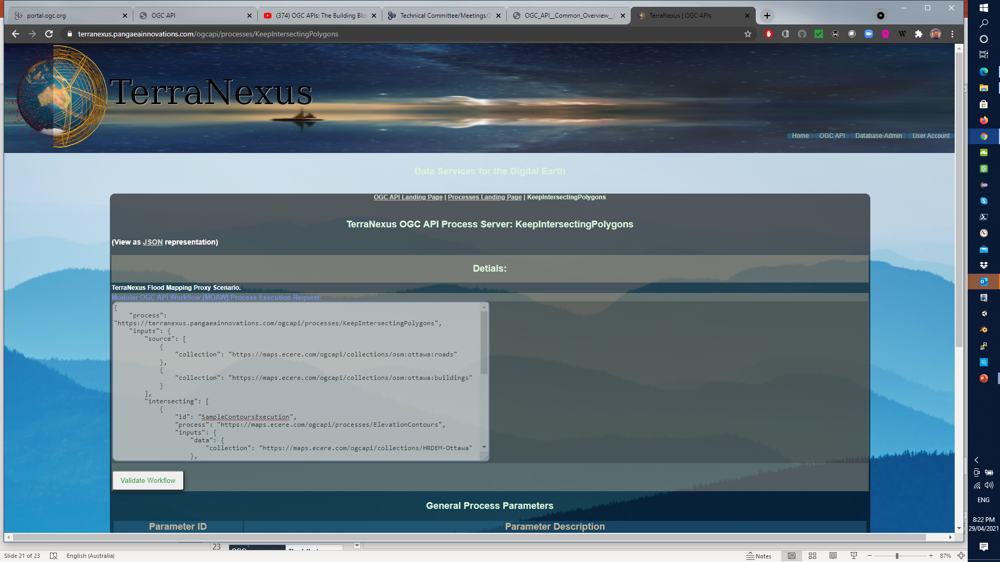 portal.ogc.org
OGC API
(374) OGC APIs: The Building Blo
Technical Committee/Meetings/2
OGC_API__Common_Overview__
TerraNexus | OGC APIs
terranexus.pangaeainnovations.com/ogcapi/processes/KeepIntersectingPolygons
TerraNexus
Home
OGC API
Database-Admin
User Account
Data Services for the Digital Earth
OGC API Landing Page | Processes Landing Page | KeepIntersectingPolygons
TerraNexus OGC API Process Server: KeepIntersectingPolygons
(View as JSON representation)
Detials:
TerraNexus Flood Mapping Proxy Scenario.
Modular OGC API Workflow (MOAW) Process Execution Request:
{
"process":
"https://terranexus.pangaeainnovations.com/ogcapi/processes/KeepIntersectingPolygons",
"inputs": {
"source": [
{
"collection": "https://maps.ecere.com/ogcapi/collections/osm:ottawa:roads"
},
{
"collection": "https://maps.ecere.com/ogcapi/collections/osm:ottawa:buildings"
}
],
"intersecting": [
{
"id": "SampleContoursExecution",
"process": "https://maps.ecere.com/ogcapi/processes/ElevationContours",
"inputs": {
"data": {
"collection": "https://maps.ecere.com/ogcapi/collections/HRDEM-Ottawa"
},
Validate Workflow
General Process Parameters
Parameter ID
Parameter Description
ENG
8:22 PM
29/04/2021
23
Slide 21 of 23
English (Australia)
Notes
87%